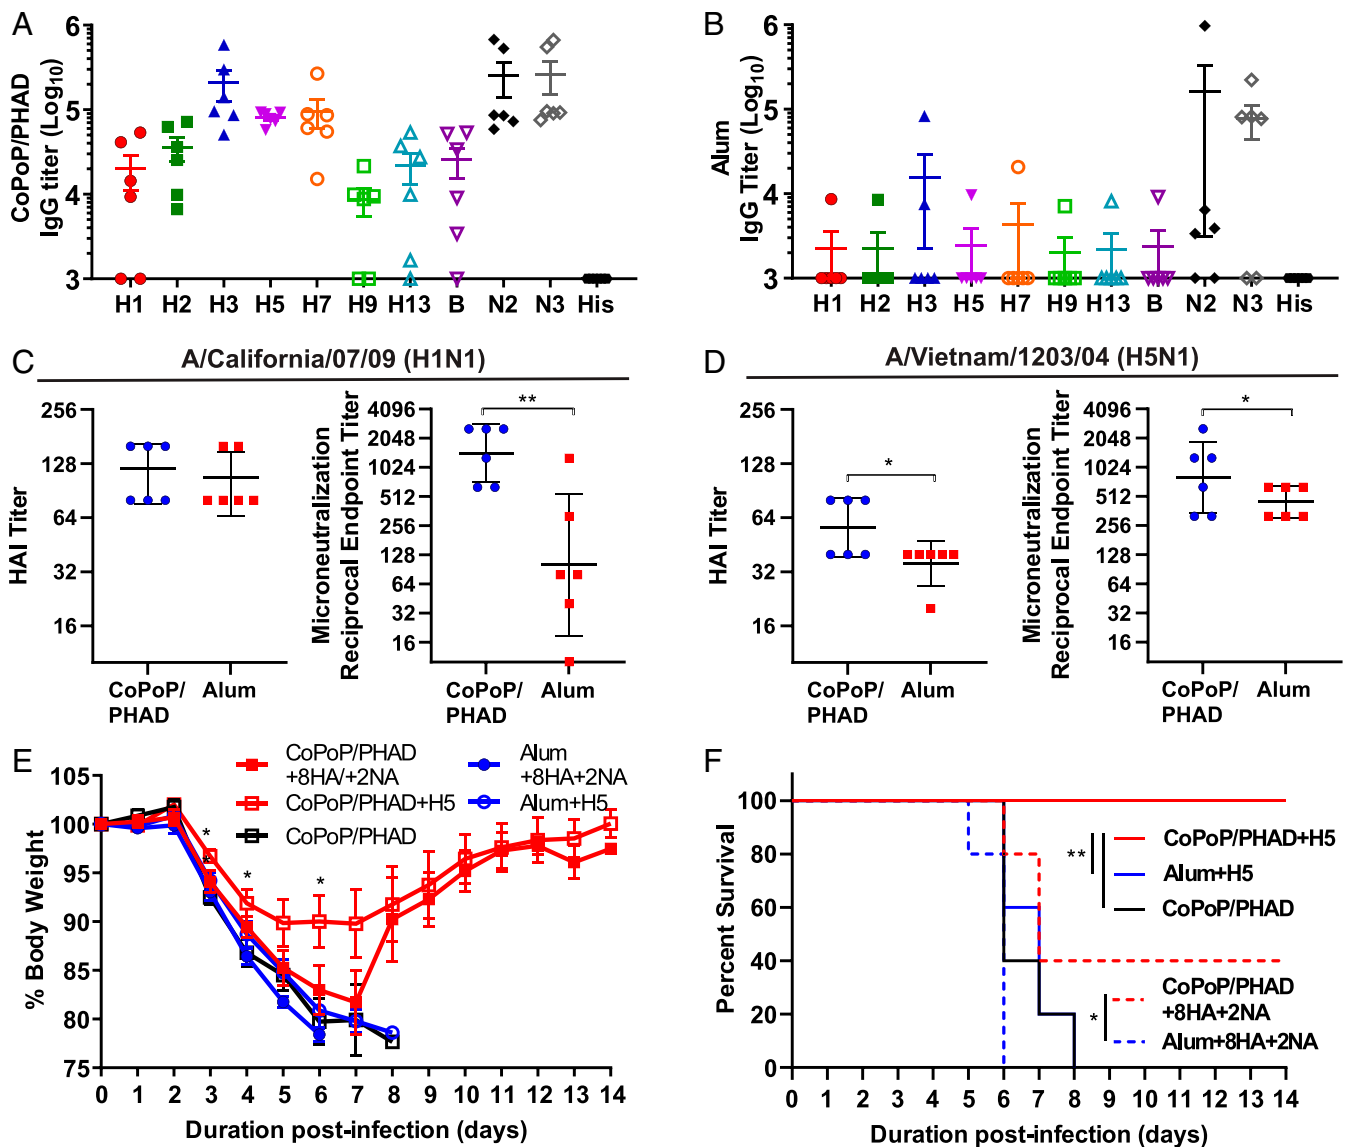 A
CoPoP/PHAD
IgG titer (Log10)
6
5
4
3
H1 H2 H3 H5 H7 H9 H13 B N2 N3 His
B
Alum
IgG Titer (Log10)
6
5
4
3
H1 H2 H3 H5 H7 H9 H13 B N2 N3 His
C
A/California/07/09 (H1N1)
HAI Titer
256
128
64
32
16
CoPoP/
PHAD
Alum
Microneutralization
Reciprocal Endpoint Titer
4096
2048
1024
512
256
128
64
32
16
**
CoPoP/
PHAD
Alum
D
A/Vietnam/1203/04 (H5N1)
HAI Titer
256
128
64
32
16
*
CoPoP/
PHAD
Alum
Microneutralization
Reciprocal Endpoint Titer
4096
2048
1024
512
256
128
64
32
16
*
CoPoP/
PHAD
Alum
E
CoPoP/PHAD
+8HA/+2NA
CoPoP/PHAD+H5
CoPoP/PHAD
Alum
+8HA+2NA
Alum+H5
% Body Weight
105
100
95
90
85
80
75
*
*
*
*
0 1 2 3 4 5 6 7 8 9 10 11 12 13 14
Duration post-infection (days)
F
Percent Survival
100
80
60
40
20
0
**
CoPoP/PHAD+H5
Alum+H5
CoPoP/PHAD
*
CoPoP/PHAD
+8HA+2NA
Alum+8HA+2NA
0 1 2 3 4 5 6 7 8 9 10 11 12 13 14
Duration post-infection (days)